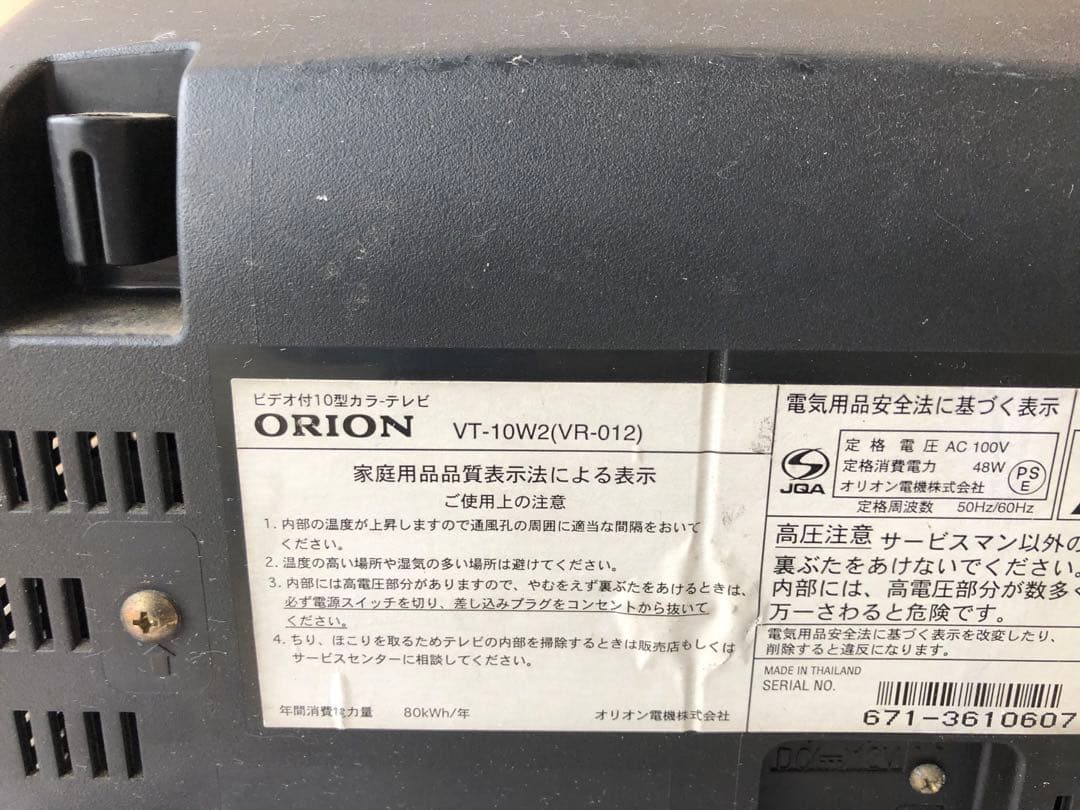 ビデオ付10型カラ-テレビ
ORION VT-10W2(VR-012)
家庭用品品質表示法による表示
ご使用上の注意
1. 内部の温度が上昇しますので通風孔の周囲に適当な間隔をおいて
ください。
2. 温度の高い場所や湿気の多い場所は避けてください。
3. 内部には高電圧部分がありますので、やむをえず裏ぶたをあけるときは、
必ず電源スイッチを切り、差し込みプラグをコンセントから抜いて
ください。
4. ちり、ほこりを取るためテレビの内部を掃除するときは販売店もしくは
サービスセンターに相談してください。
年間消費電力量 80kWh/年 オリオン電機株式会社
電気用品安全法に基づく表示
JQA
定格電圧 AC 100V
定格消費電力 48W
オリオン電機株式会社
PS
E
定格周波数 50Hz/60Hz
高圧注意 サービスマン以外の
裏ぶたをあけないでください。
内部には、高電圧部分が数多く
万一さわると危険です。
電気用品安全法に基づく表示を改変したり、
削除すると違反になります。
MADE IN THAILAND
SERIAL NO.
671-3610607